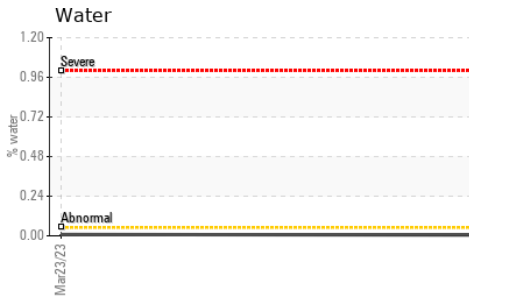 Water
1.20
Severe
0.96
0.72
% water
0.48
0.24
Abnormal
0.00
Mar23/23